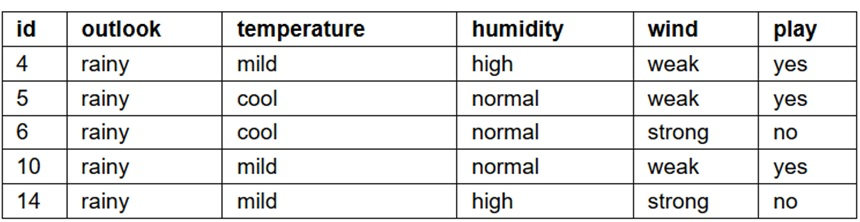 id outlook temperature humidity wind play
4 rainy mild high weak yes
5 rainy cool normal weak yes
6 rainy cool normal strong no
10 rainy mild normal weak yes
14 rainy mild high strong no